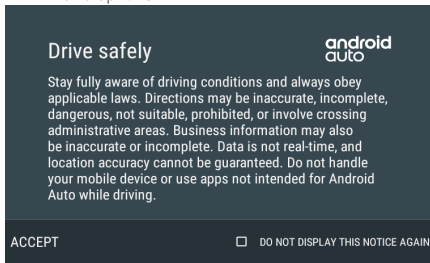 Drive safely
android
auto
Stay fully aware of driving conditions and always obey
applicable laws. Directions may be inaccurate, incomplete,
dangerous, not suitable, prohibited, or involve crossing
administrative areas. Business information may also
be inaccurate or incomplete. Data is not real-time, and
location accuracy cannot be guaranteed. Do not handle
your mobile device or use apps not intended for Android
Auto while driving.
ACCEPT
DO NOT DISPLAY THIS NOTICE AGAIN